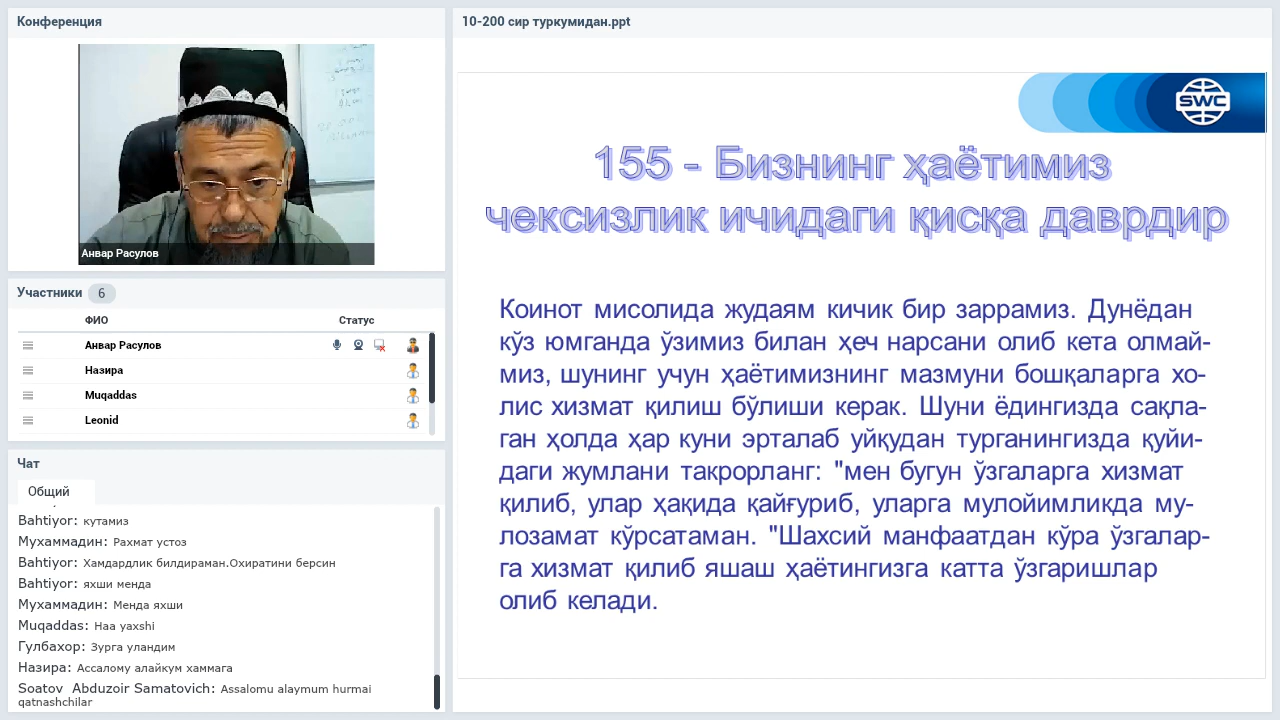 Конференция
Анвар Расулов
Участники 6
ФИО Статус
Анвар Расулов
Назира
Muqaddas
Leonid
Чат
Общий
Bahtiyor: кутамиз
Мухаммадин: Рахмат устоз
Bahtiyor: Хамдардлик билдираман.Охиратини берсин
Bahtiyor: яхши менда
Мухаммадин: Менда яхши
Muqaddas: Haa yaxshi
Гулбахор: Зурга уландим
Назира: Ассалому алайкум хаммага
Soatov Abduzoir Samatovich: Assalomu alaymum hurmai
qatnashchilar
10-200 сир туркумидан.ppt
SWC
155 - Бизнинг ҳаётимиз
чексизлик ичидаги қисқа даврдир
Коинот мисолида жудаям кичик бир заррамиз. Дунёдан
кўз юмганда ўзимиз билан ҳеч нарсани олиб кета олмай-
миз, шунинг учун ҳаётимизнинг мазмуни бошқаларга хо-
лис хизмат қилиш бўлиши керак. Шуни ёдингизда сақла-
ган ҳолда ҳар куни эрталаб уйқудан турганингизда қуйи-
даги жумлани такрорланг: "мен бугун ўзгаларга хизмат
қилиб, улар ҳақида қайғуриб, уларга мулойимликда му-
лозамат кўрсатаман. "Шахсий манфаатдан кўра ўзгалар-
га хизмат қилиб яшаш ҳаётингизга катта ўзгаришлар
олиб келади.